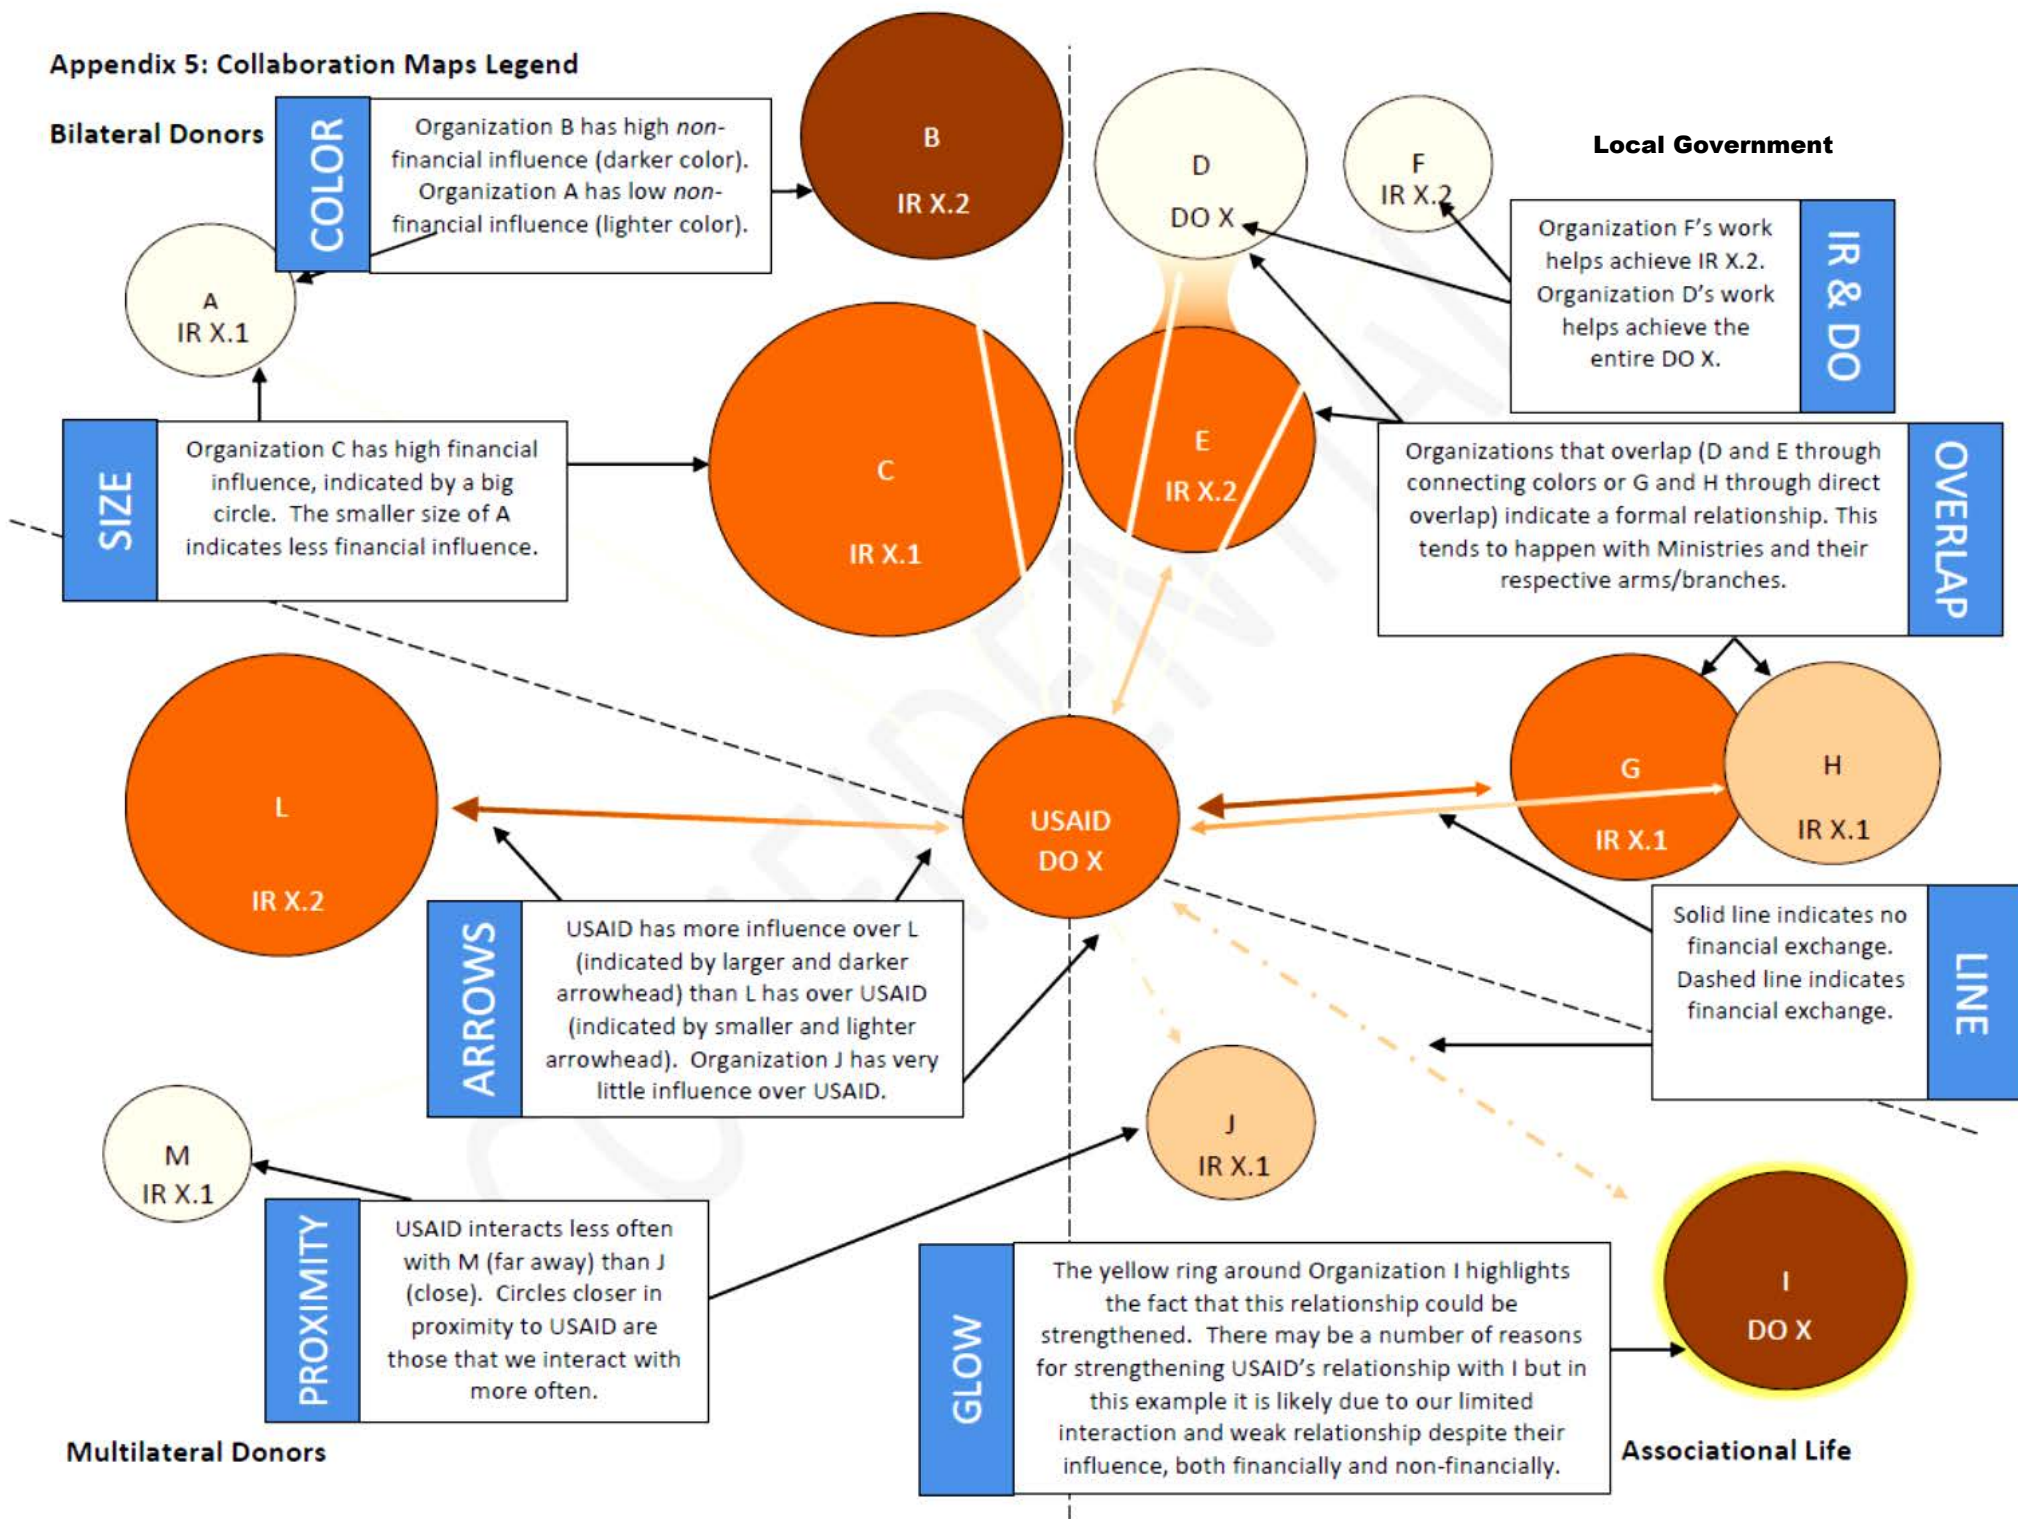 Appendix 5: Collaboration Maps Legend
Bilateral Donors
COLOR
Organization B has high non-
financial influence (darker color).
Organization A has low non-
financial influence (lighter color).
B
IR X.2
D
DO X
F
IR X.2
Local Government
Organization F's work
helps achieve IR X.2.
Organization D's work
helps achieve the
entire DO X.
IR & DO
A
IR X.1
SIZE
Organization C has high financial
influence, indicated by a big
circle. The smaller size of A
indicates less financial influence.
C
IR X.1
E
IR X.2
Organizations that overlap (D and E through
connecting colors or G and H through direct
overlap) indicate a formal relationship. This
tends to happen with Ministries and their
respective arms/branches.
OVERLAP
L
IR X.2
USAID
DO X
G
IR X.1
H
IR X.1
ARROWS
USAID has more influence over L
(indicated by larger and darker
arrowhead) than L has over USAID
(indicated by smaller and lighter
arrowhead). Organization J has very
little influence over USAID.
Solid line indicates no
financial exchange.
Dashed line indicates
financial exchange.
LINE
M
IR X.1
J
IR X.1
PROXIMITY
USAID interacts less often
with M (far away) than J
(close). Circles closer in
proximity to USAID are
those that we interact with
more often.
GLOW
The yellow ring around Organization I highlights
the fact that this relationship could be
strengthened. There may be a number of reasons
for strengthening USAID's relationship with I but in
this example it is likely due to our limited
interaction and weak relationship despite their
influence, both financially and non-financially.
I
DO X
Multilateral Donors
Associational Life
CONFIDENTIAL